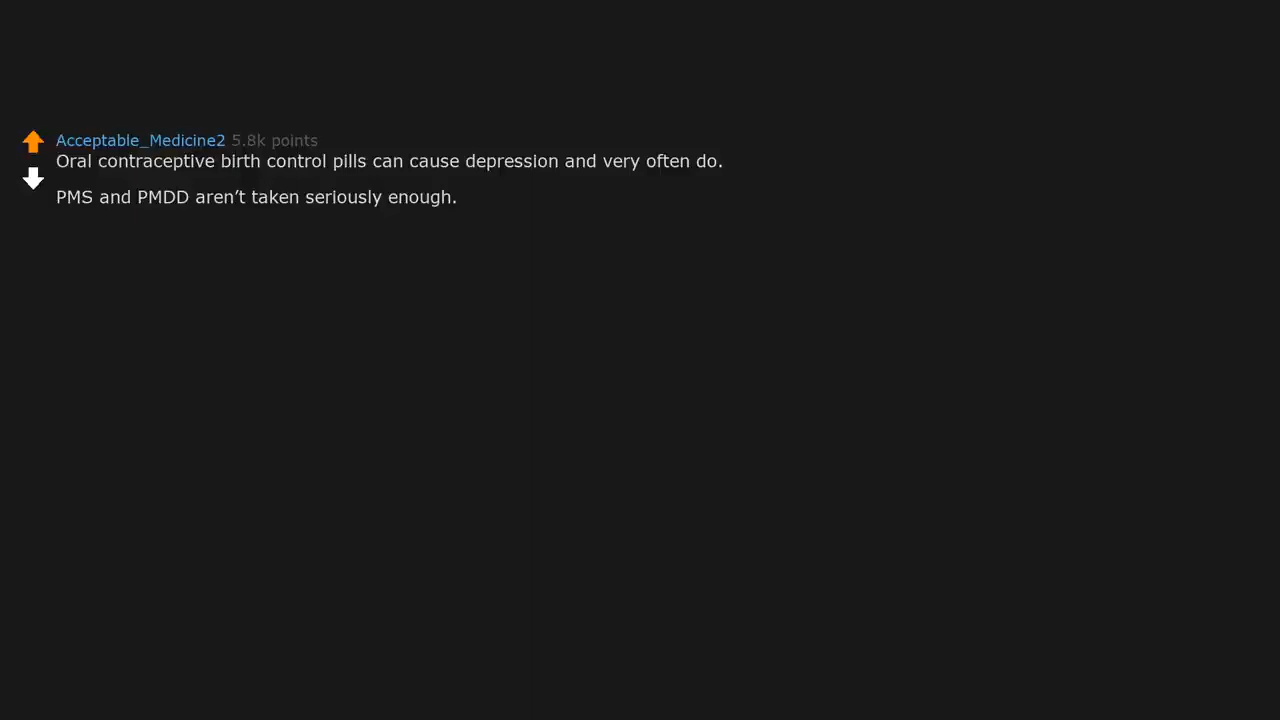 Acceptable_Medicine2 5.8k points
Oral contraceptive birth control pills can cause depression and very often do.
PMS and PMDD aren’t taken seriously enough.